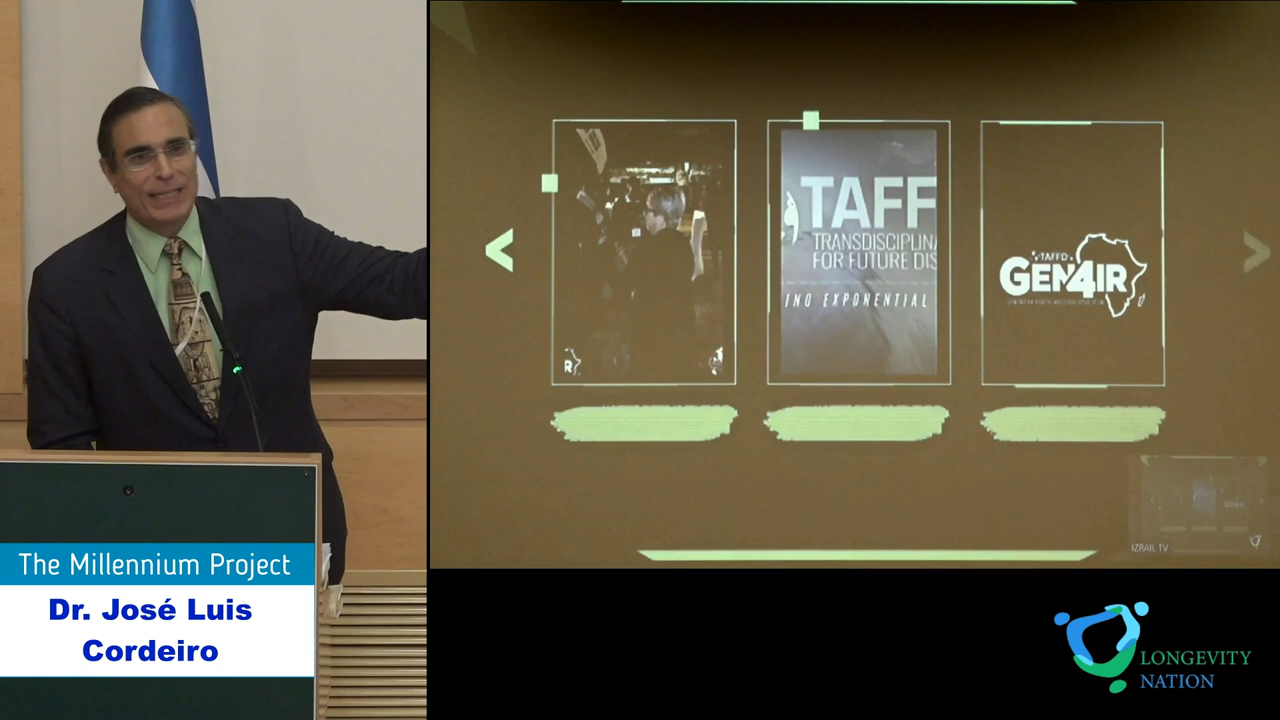 TAFF
TRANSDISCIPLINA
FOR FUTURE DIS
ING EXPONENTIAL
TAFFD
GEN4IR
The Millennium Project
Dr. José Luis
Cordeiro
IZRAIL TV
LONGEVITY
NATION